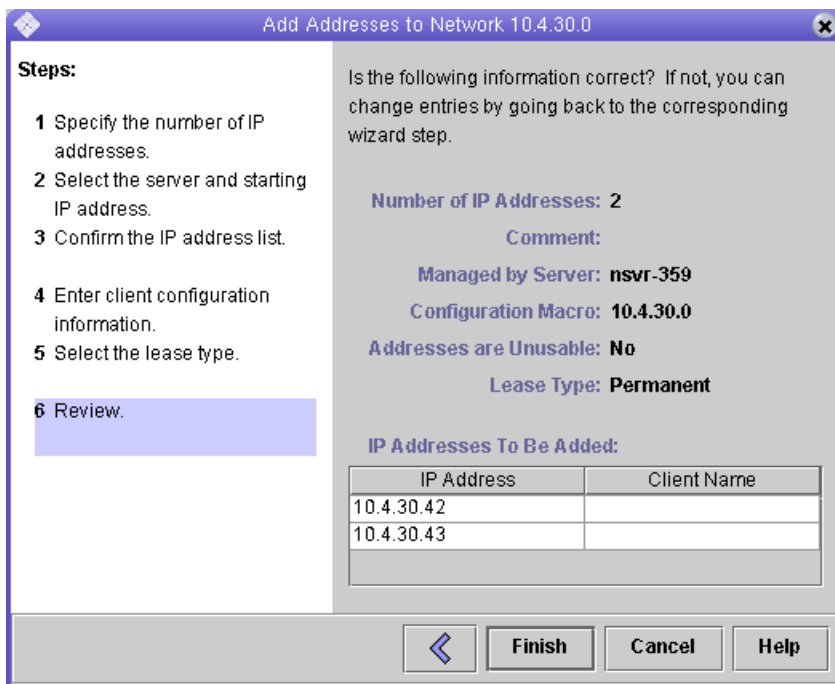 Add Addresses to Network 10.4.30.0
Steps:
1 Specify the number of IP
addresses.
2 Select the server and starting
IP address.
3 Confirm the IP address list.
4 Enter client configuration
information.
5 Select the lease type.
6 Review.
Is the following information correct? If not, you can
change entries by going back to the corresponding
wizard step.
Number of IP Addresses: 2
Comment:
Managed by Server: nsvr-359
Configuration Macro: 10.4.30.0
Addresses are Unusable: No
Lease Type: Permanent
IP Addresses To Be Added:
IP Address Client Name
10.4.30.42
10.4.30.43
Finish Cancel Help